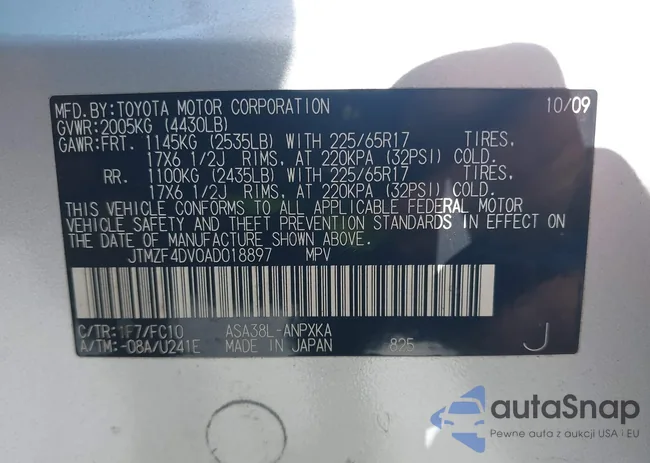 MFD.BY:TOYOTA MOTOR CORPORATION 10/09
GVWR:2005KG (4430LB)
GAWR:FRT. 1145KG (2535LB) WITH 225/65R17 TIRES,
17X6 1/2J RIMS, AT 220KPA (32PSI) COLD.
RR. 1100KG (2435LB) WITH 225/65R17 TIRES,
17X6 1/2J RIMS, AT 220KPA (32PSI) COLD.
THIS VEHICLE CONFORMS TO ALL APPLICABLE FEDERAL MOTOR
VEHICLE SAFETY AND THEFT PREVENTION STANDARDS IN EFFECT ON
THE DATE OF MANUFACTURE SHOWN ABOVE.
JTMZF4DV0AD018897 MPV
C/TR:1F7/FC10 ASA38L-ANPXKA
A/TM:-08A/U241E MADE IN JAPAN 825 J
autaSnap
Pewne auta z aukcji USA i EU